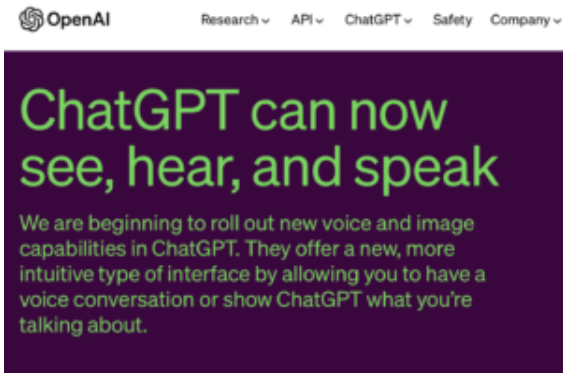 OpenAI Research API ChatGPT Safety Company
ChatGPT can now
see, hear, and speak
We are beginning to roll out new voice and image
capabilities in ChatGPT. They offer a new, more
intuitive type of interface by allowing you to have a
voice conversation or show ChatGPT what you're
talking about.